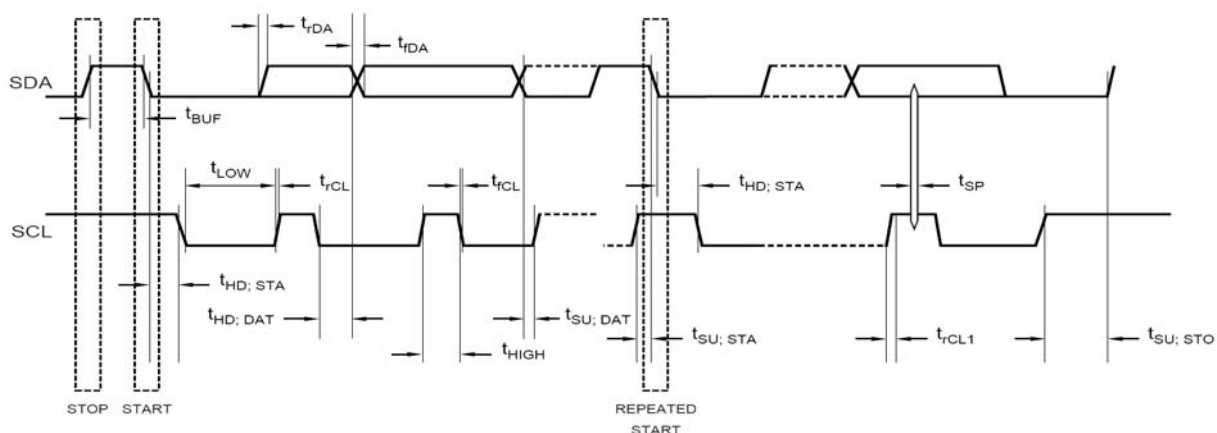 trDA
tfDA
SDA
tBUF
tLOW
trCL
tfCL
tHD; STA
tSP
SCL
tHD; STA
tHD; DAT
tSU; DAT
tHIGH
tSU; STA
trCL1
tSU; STO
STOP
START
REPEATED
START